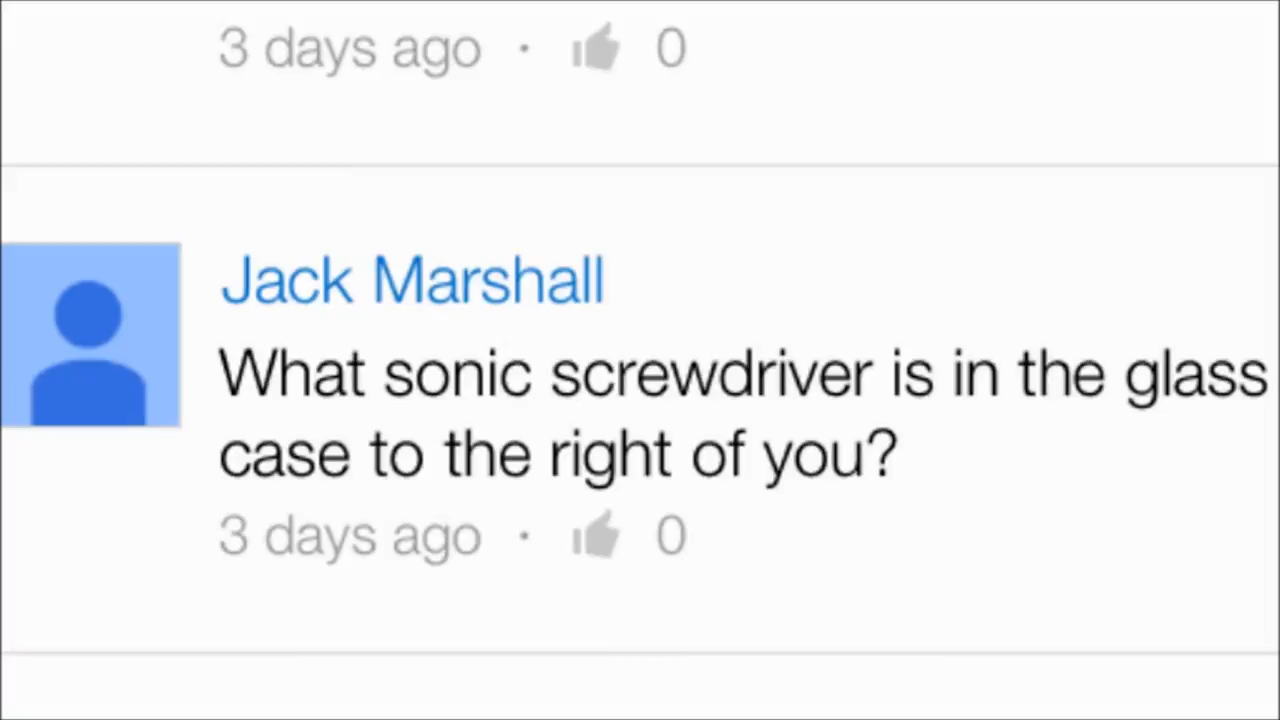 3 days ago · 0
Jack Marshall
What sonic screwdriver is in the glass
case to the right of you?
3 days ago · 0